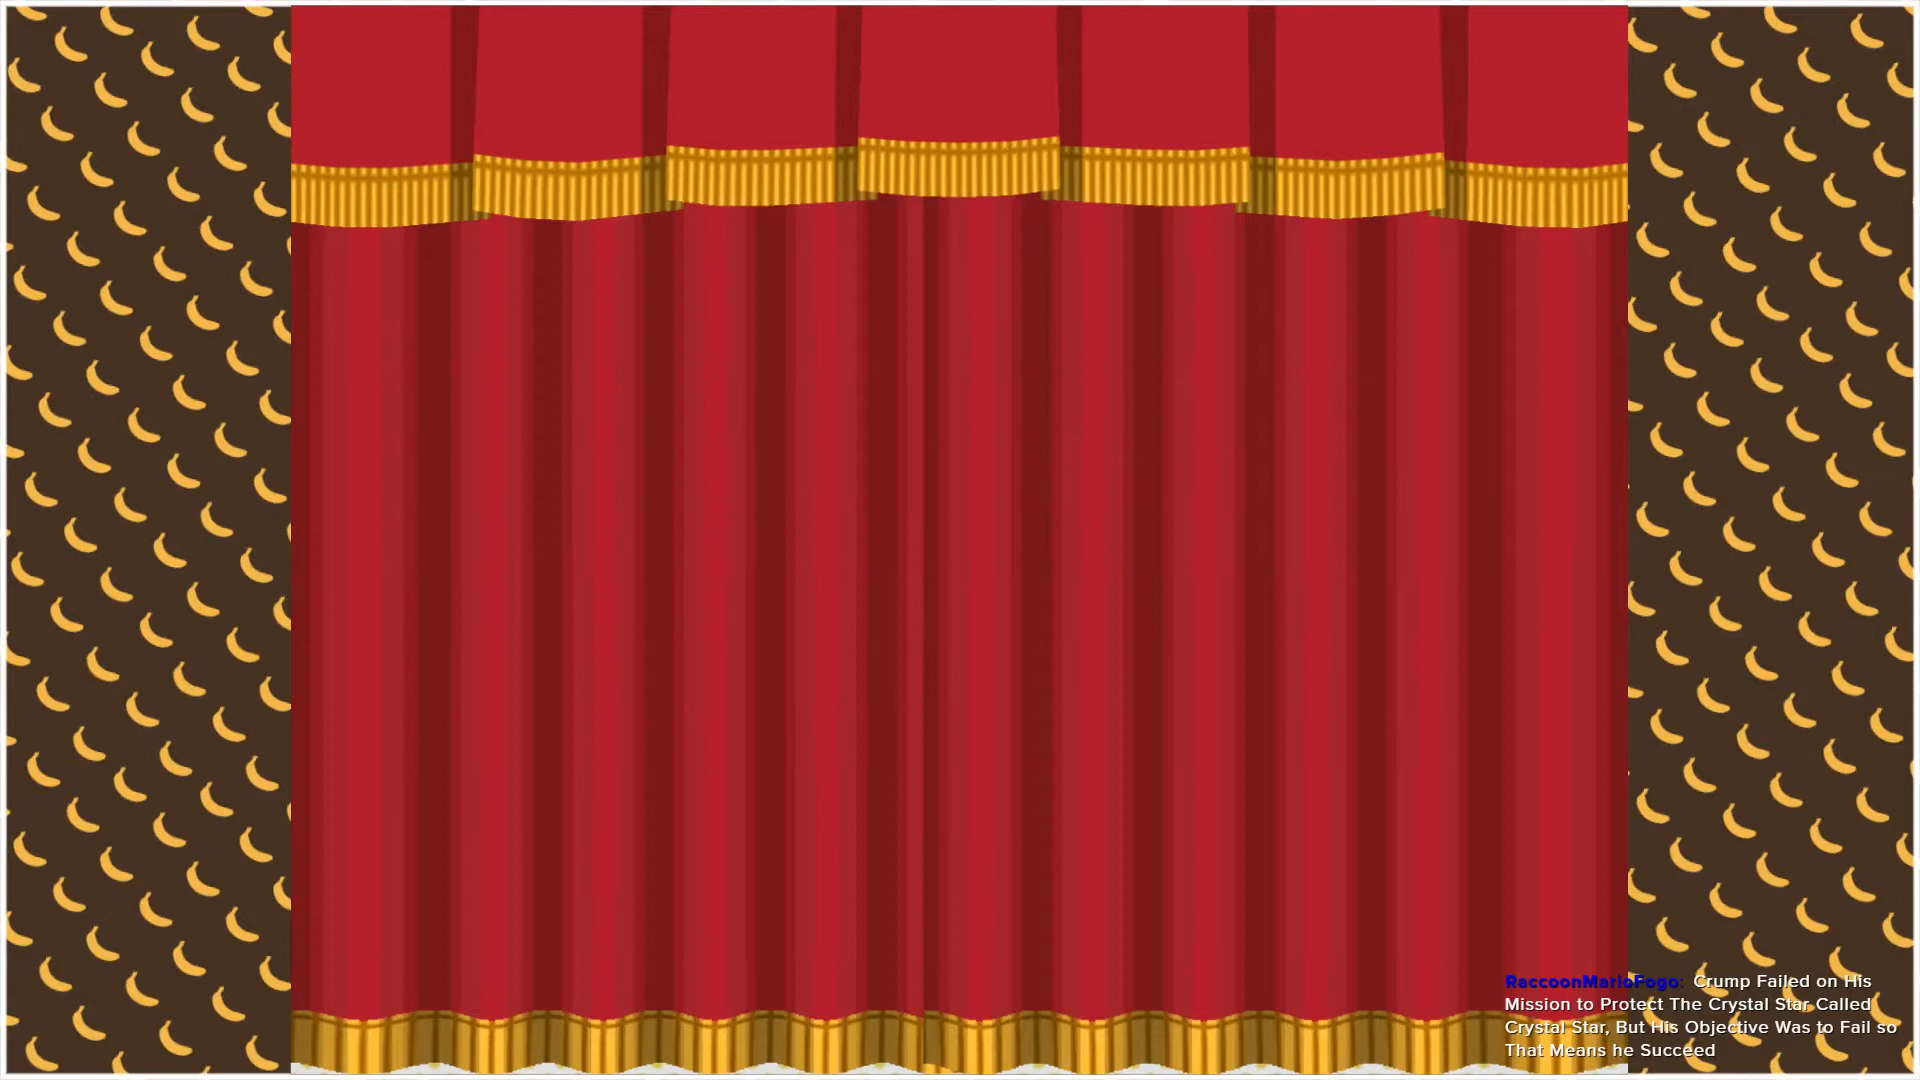 RaccoonMarioFogo: Crump Failed on His
Mission to Protect The Crystal Star Called
Crystal Star, But His Objective Was to Fail so
That Means he Succeed